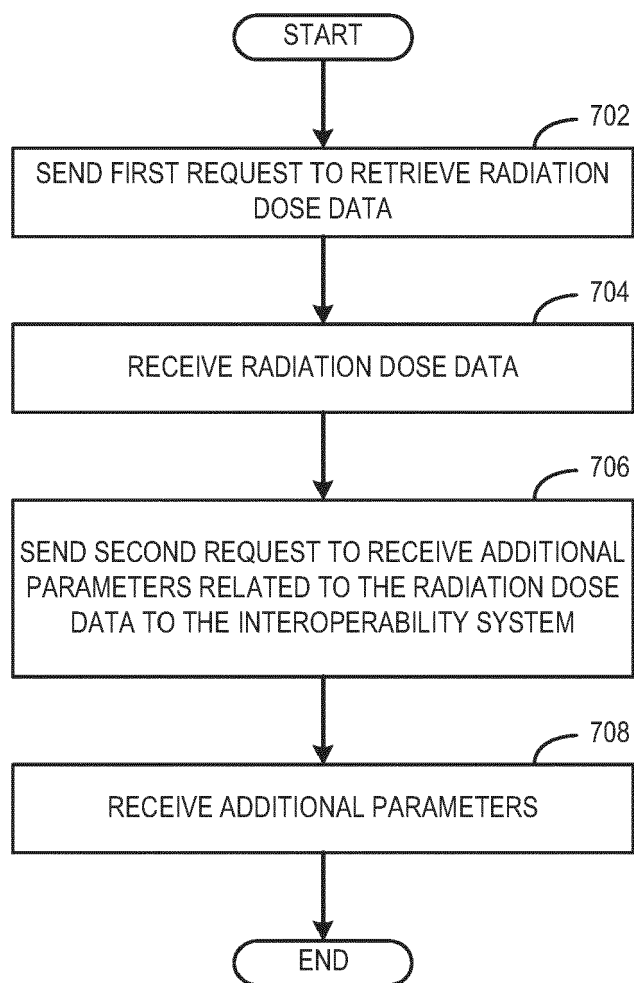 START
702
SEND FIRST REQUEST TO RETRIEVE RADIATION
DOSE DATA
704
RECEIVE RADIATION DOSE DATA
706
SEND SECOND REQUEST TO RECEIVE ADDITIONAL
PARAMETERS RELATED TO THE RADIATION DOSE
DATA TO THE INTEROPERABILITY SYSTEM
708
RECEIVE ADDITIONAL PARAMETERS
END